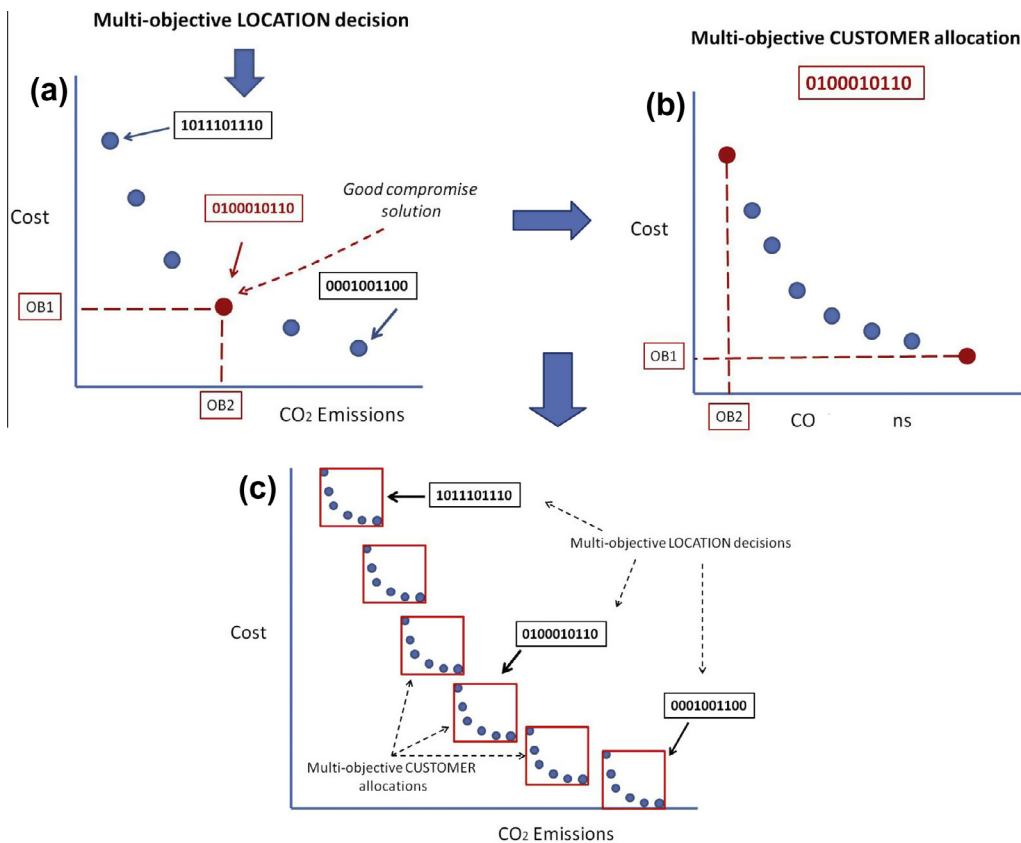 Multi-objective LOCATION decision
(a)
1011101110
Good compromise
solution
0100010110
Cost
0001001100
OB1
OB2
CO₂ Emissions
Multi-objective CUSTOMER allocation
0100010110
(b)
Cost
OB1
OB2
CO ns
(c)
1011101110
Multi-objective LOCATION decisions
Cost
0100010110
0001001100
Multi-objective CUSTOMER
allocations
CO₂ Emissions